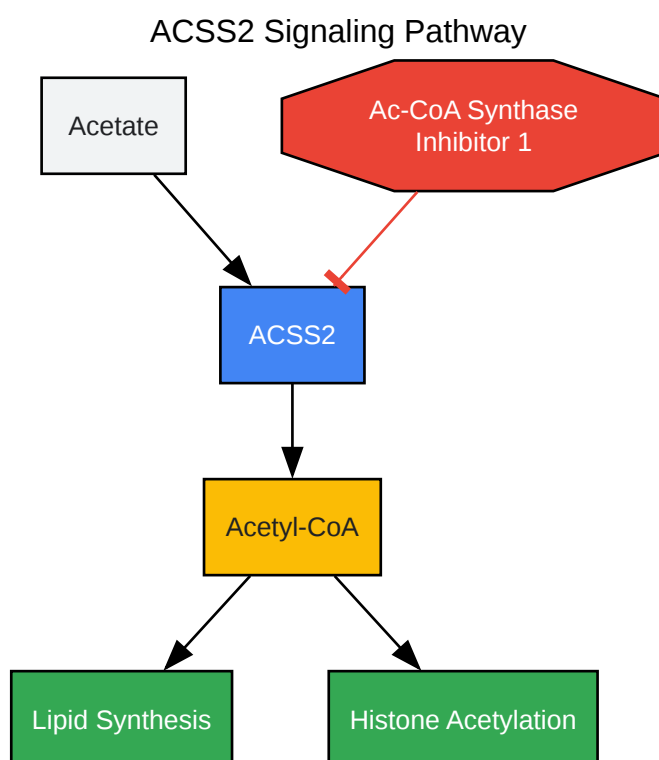 ACSS2 Signaling Pathway
Acetate
Ac-CoA Synthase
Inhibitor 1
ACSS2
Acetyl-CoA
Lipid Synthesis
Histone Acetylation